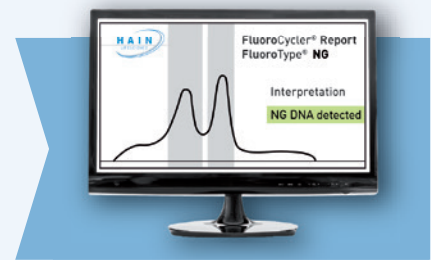 HAIN
FluoroCycler® Report
FluoroType® NG
Interpretation
NG DNA detected